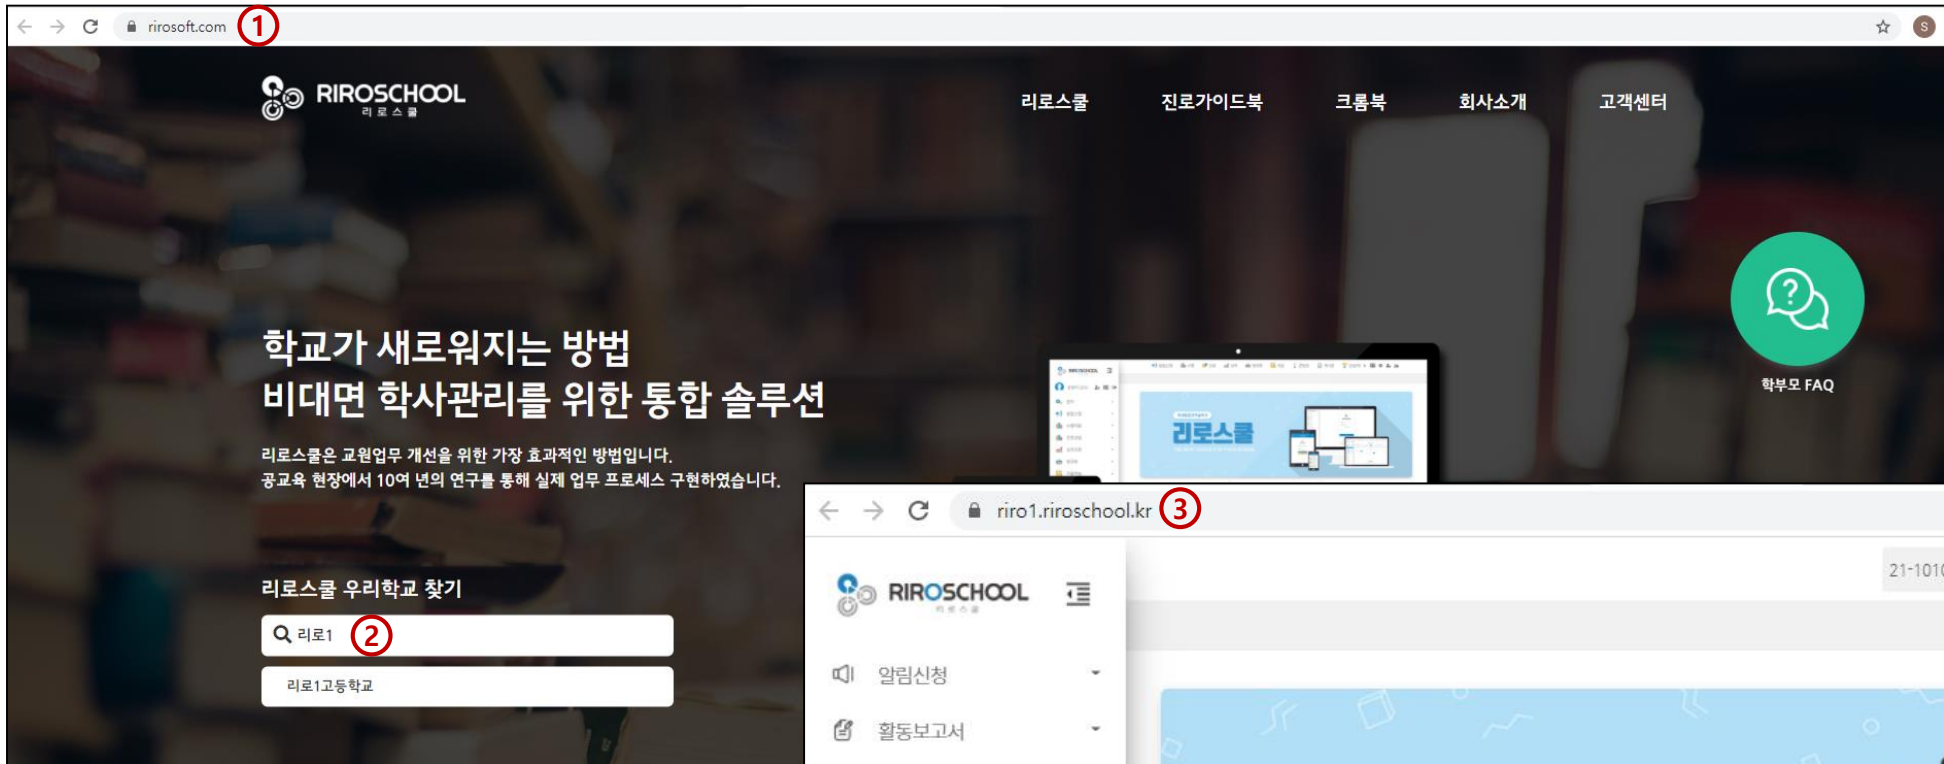 rirosoft.com ①
S
RIROSCHOOL
리로스쿨
리로스쿨 진로가이드북 크롬북 회사소개 고객센터
학교가 새로워지는 방법
비대면 학사관리를 위한 통합 솔루션
리로스쿨은 교원업무 개선을 위한 가장 효과적인 방법입니다.
공교육 현장에서 10여 년의 연구를 통해 실제 업무 프로세스 구현하였습니다.
학부모 FAQ
RIROSCHOOL
리로스쿨
리로스쿨 우리학교 찾기
리로1 ②
리로1고등학교
riro1.riroschool.kr ③
RIROSCHOOL
리로스쿨
21-1010
알림신청
활동보고서